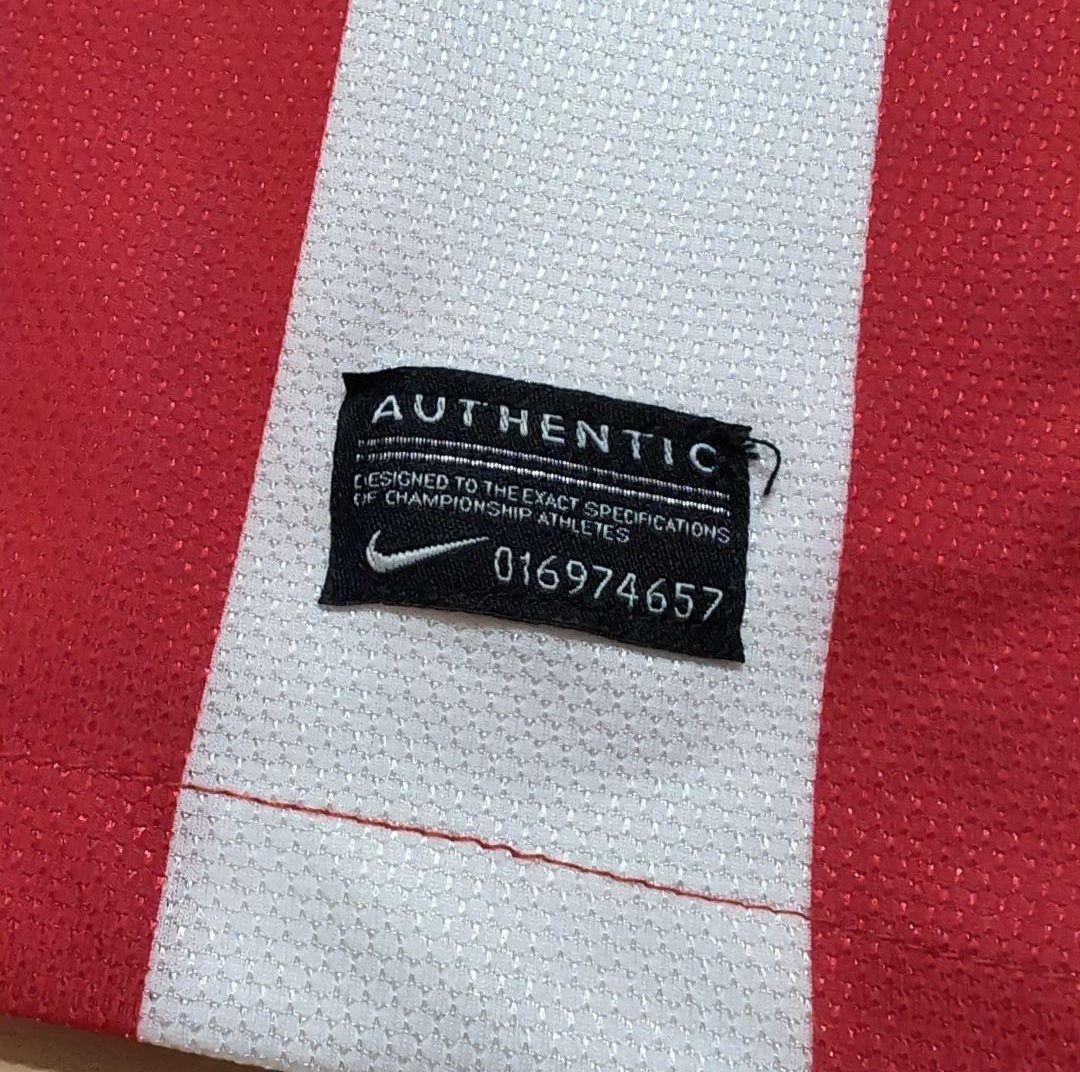 AUTHENTIC
DESIGNED TO THE EXACT SPECIFICATIONS
OF CHAMPIONSHIP ATHLETES
016974657